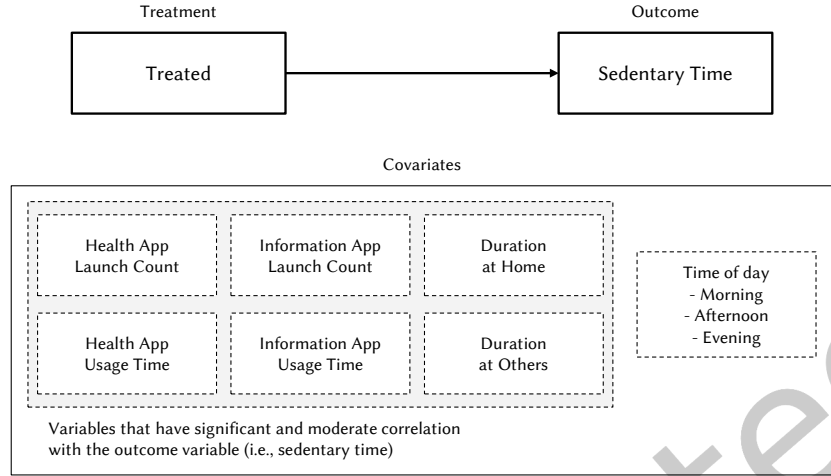 Treatment
Outcome
Treated
Sedentary Time
Covariates
Health App
Launch Count
Information App
Launch Count
Duration
at Home
Time of day
- Morning
- Afternoon
- Evening
Health App
Usage Time
Information App
Usage Time
Duration
at Others
Variables that have significant and moderate correlation
with the outcome variable (i.e., sedentary time)